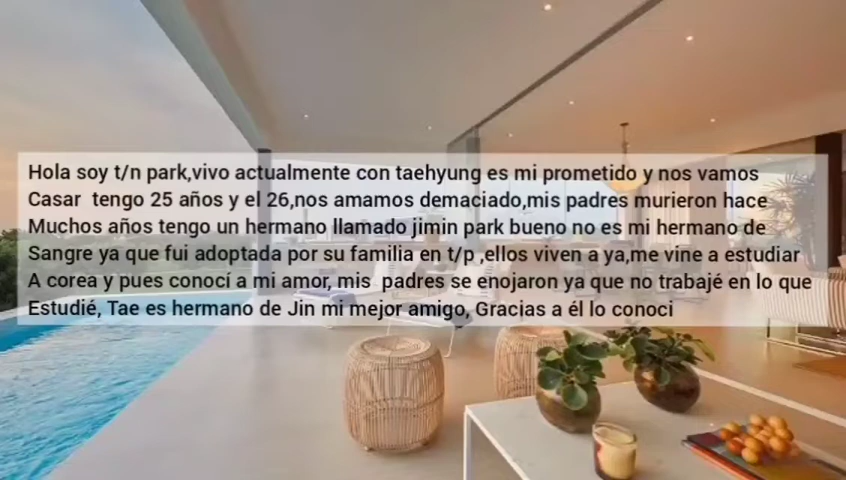 Hola soy t/n park,vivo actualmente con taehyung es mi prometido y nos vamos
Casar tengo 25 años y el 26,nos amamos demaciado,mis padres murieron hace
Muchos años tengo un hermano llamado jimin park bueno no es mi hermano de
Sangre ya que fui adoptada por su familia en t/p ,ellos viven a ya,me vine a estudiar
A corea y pues conocí a mi amor, mis padres se enojaron ya que no trabajé en lo que
Estudié, Tae es hermano de Jin mi mejor amigo, Gracias a él lo conoci